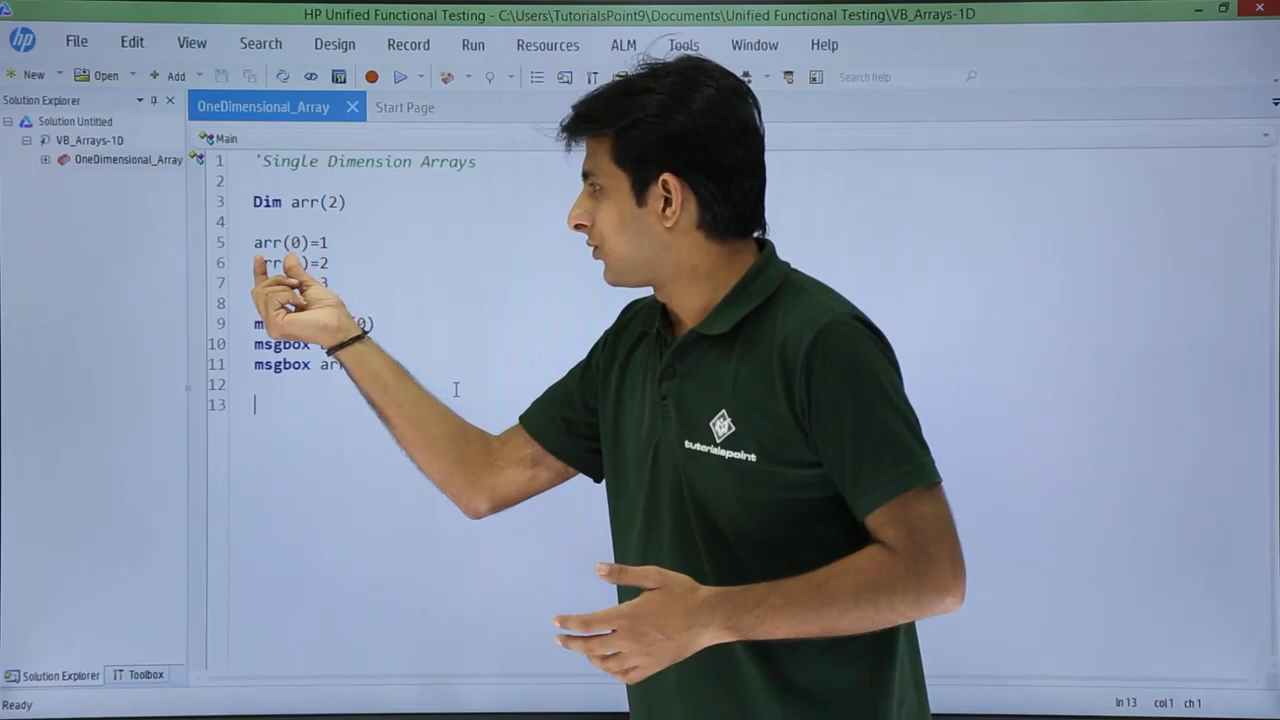 HP Unified Functional Testing - C:\Users\TutorialsPoint9\Documents\Unified Functional Testing\VB_Arrays-1D
hp File Edit View Search Design Record Run Resources ALM Tools Window Help
New Open Add Search help
Solution Explorer
OneDimensional_Array Start Page
Solution Untitled
VB_Arrays-1D
OneDimensional_Array
Main
1 'Single Dimension Arrays
2
3 Dim arr(2)
4
5 arr(0)=1
6 )=2
7 3
8
9 0)
10 msgbox
11 msgbox
12
13
tutorialspoint
Solution Explorer Toolbox
Ready ln 13 col 1 ch 1